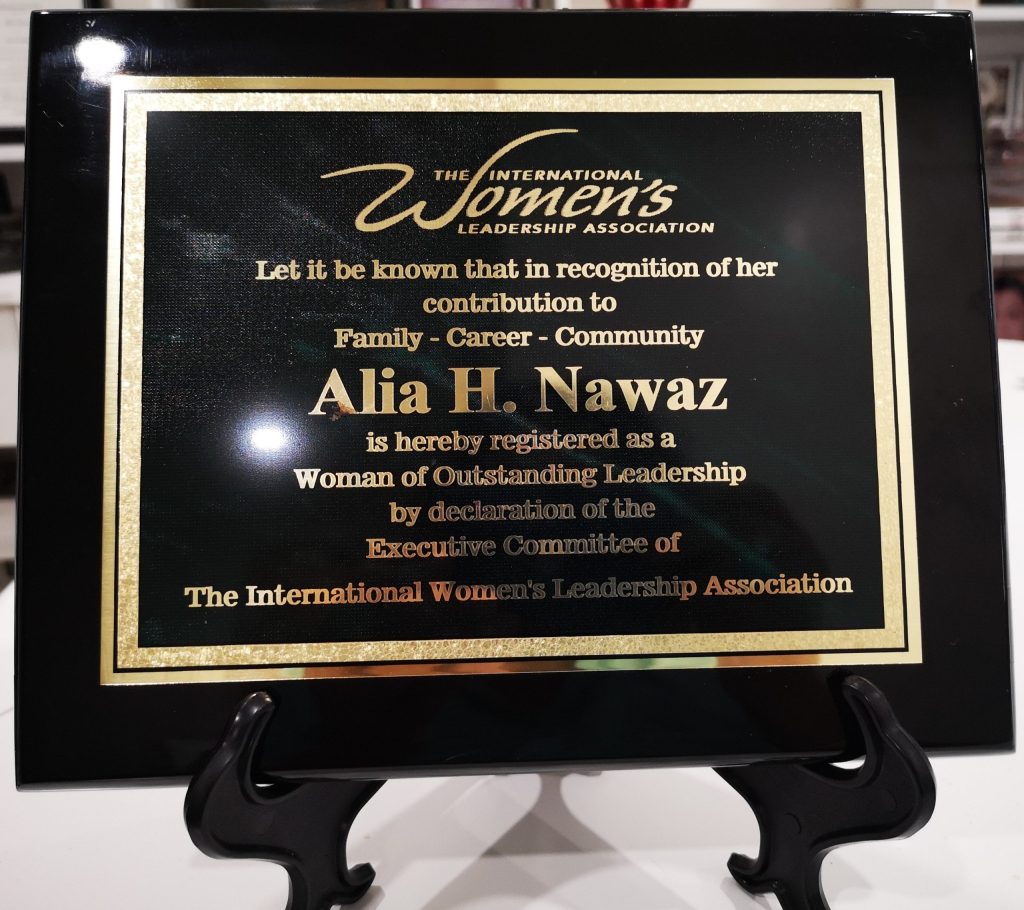 THE INTERNATIONAL
Women's
LEADERSHIP ASSOCIATION
Let it be known that in recognition of her
contribution to
Family - Career - Community
Alia H. Nawaz
is hereby registered as a
Woman of Outstanding Leadership
by declaration of the
Executive Committee of
The International Women's Leadership Association